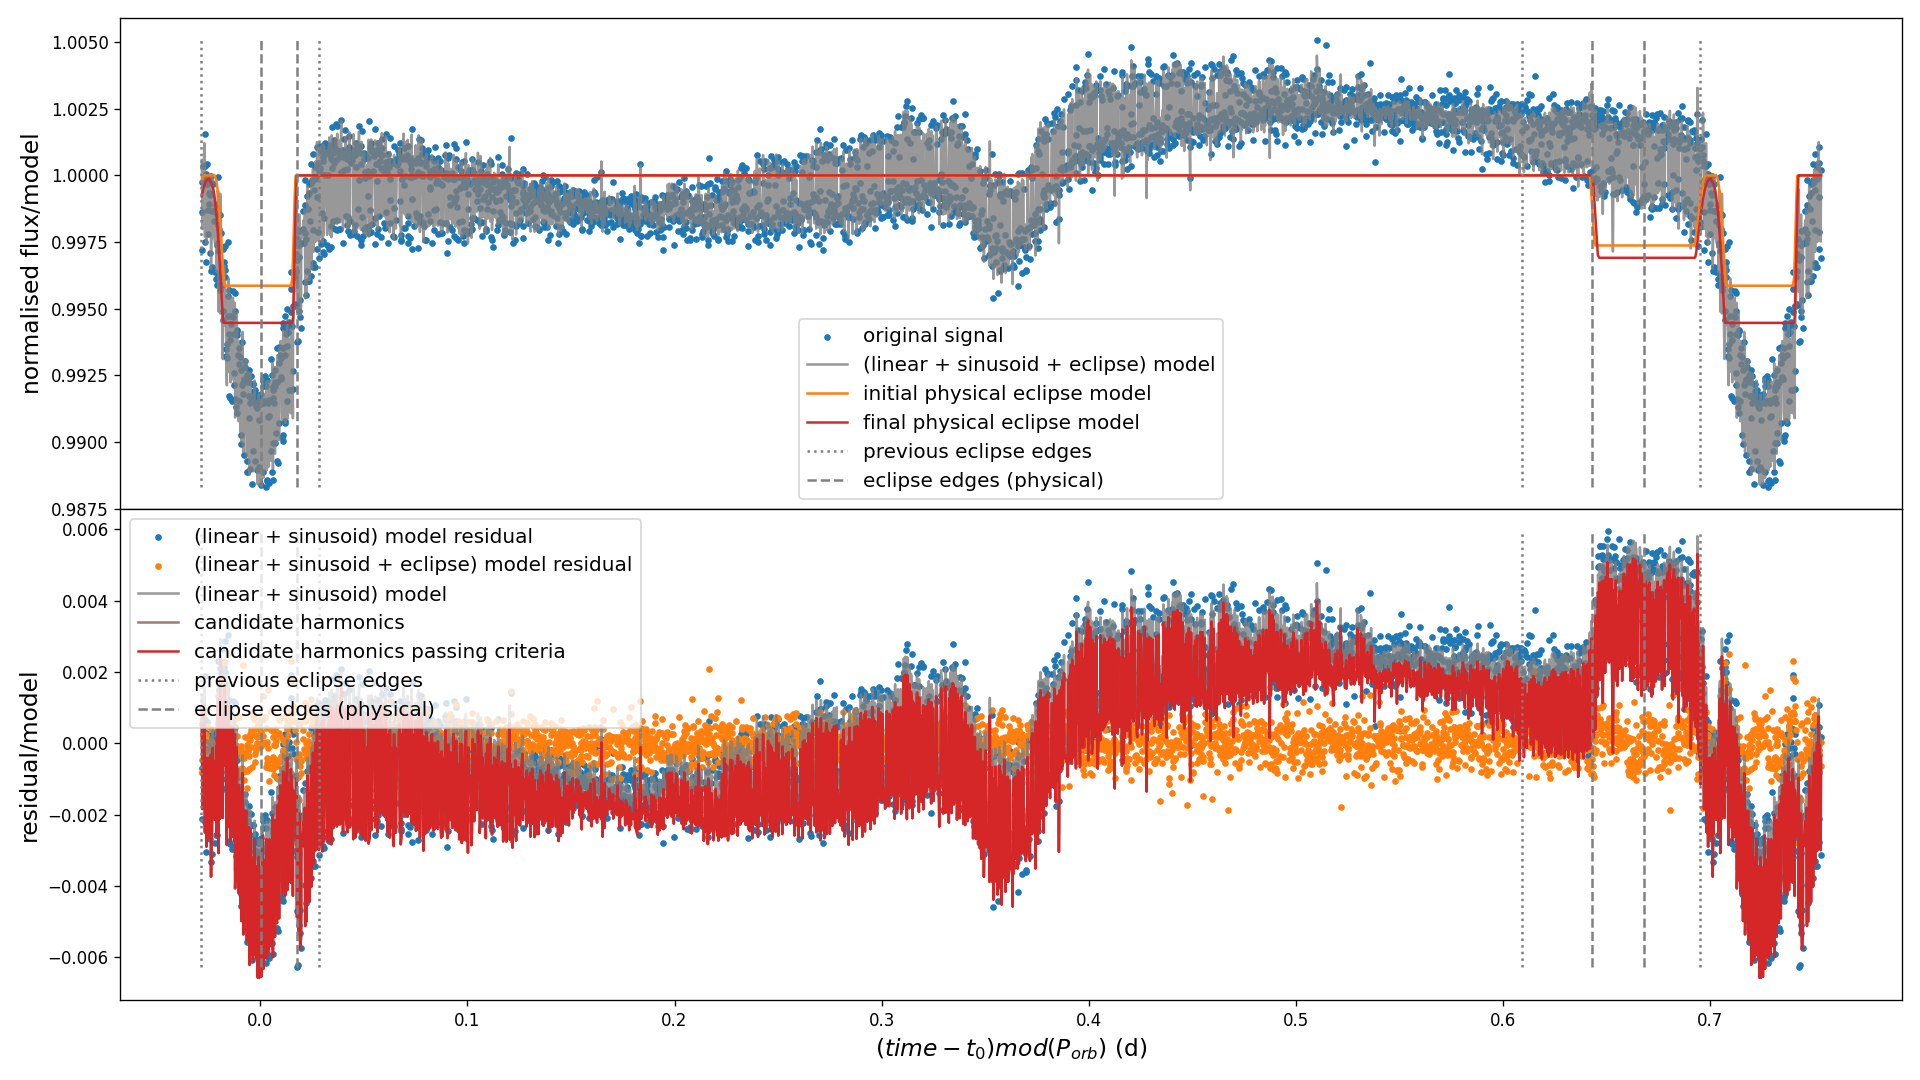 1.0050
1.0025
1.0000
0.9975
0.9950
0.9925
0.9900
0.9875
normalised flux/model
original signal
(linear + sinusoid + eclipse) model
initial physical eclipse model
final physical eclipse model
previous eclipse edges
eclipse edges (physical)
0.006
0.004
0.002
0.000
−0.002
−0.004
−0.006
residual/model
(linear + sinusoid) model residual
(linear + sinusoid + eclipse) model residual
(linear + sinusoid) model
candidate harmonics
candidate harmonics passing criteria
previous eclipse edges
eclipse edges (physical)
0.0 0.1 0.2 0.3 0.4 0.5 0.6 0.7
(time − t₀)mod(P_orb) (d)